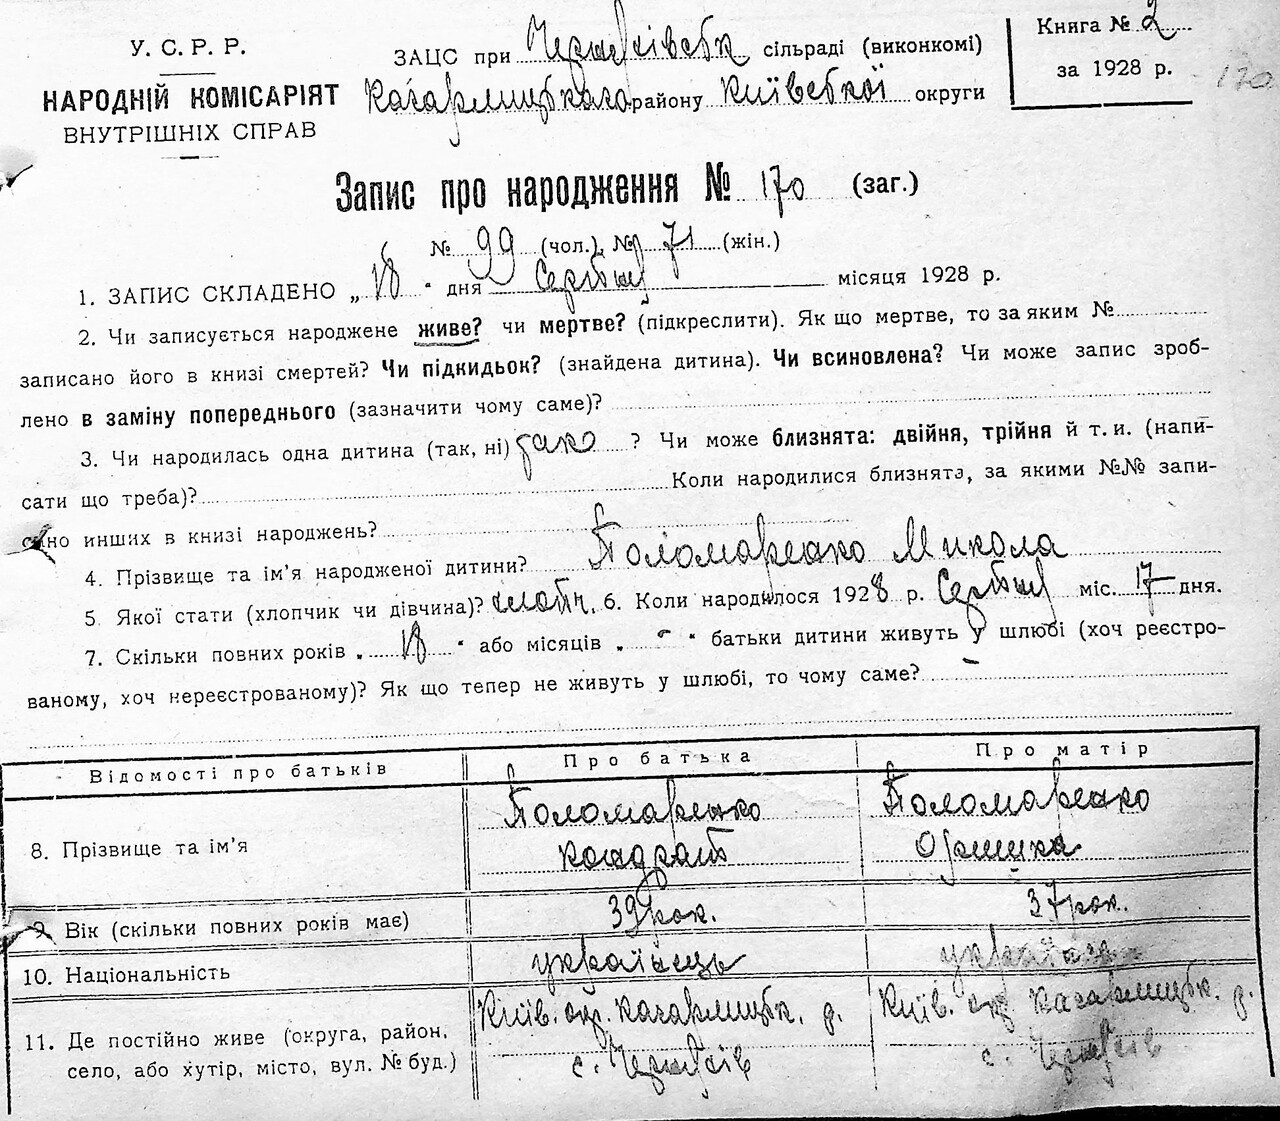 У. С. Р. Р.
НАРОДНІЙ КОМІСАРІЯТ
ВНУТРІШНІХ СПРАВ
ЗАЦС при сільраді (виконкомі)
Кагарлицького району Київської округи
Книга № 2
за 1928 р.
170
Запис про народження № 170 (заг.)
№ 99 (чол.), № 71 (жін.)
1. ЗАПИС СКЛАДЕНО „ 18 " дня Серпня місяця 1928 р.
2. Чи записується народжене живе? чи мертве? (підкреслити). Як що мертве, то за яким №
записано його в книзі смертей? Чи підкидьок? (знайдена дитина). Чи всиновлена? Чи може запис зроб-
лено в заміну попереднього (зазначити чому саме)?
3. Чи народилась одна дитина (так, ні) ? Чи може близнята: двійня, трійня й т. и. (напи-
сати що треба)? Коли народилися близнята, за якими №№ запи-
сано инших в книзі народжень?
4. Прізвище та ім'я народженої дитини? Поломаренко Микола
5. Якої стати (хлопчик чи дівчина)? хлопч. 6. Коли народилося 1928 р. Серпня міс. 17 дня.
7. Скільки повних років „ 18 " або місяців „ - " батьки дитини живуть у шлюбі (хоч реєстро-
ваному, хоч нереєстрованому)? Як що тепер не живуть у шлюбі, то чому саме? -
Відомості про батьків
Про батька
Про матір
8. Прізвище та ім'я
Поломаренко
Кондрат
Поломаренко
9. Вік (скільки повних років має)
39 рок.
37 рок.
10. Національність
українець
українка
11. Де постійно живе (округа, район,
село, або хутір, місто, вул. № буд.)
Київ. окр. Кагарлицьк. р.
с.
Київ. окр. Кагарлицьк. р.
с.